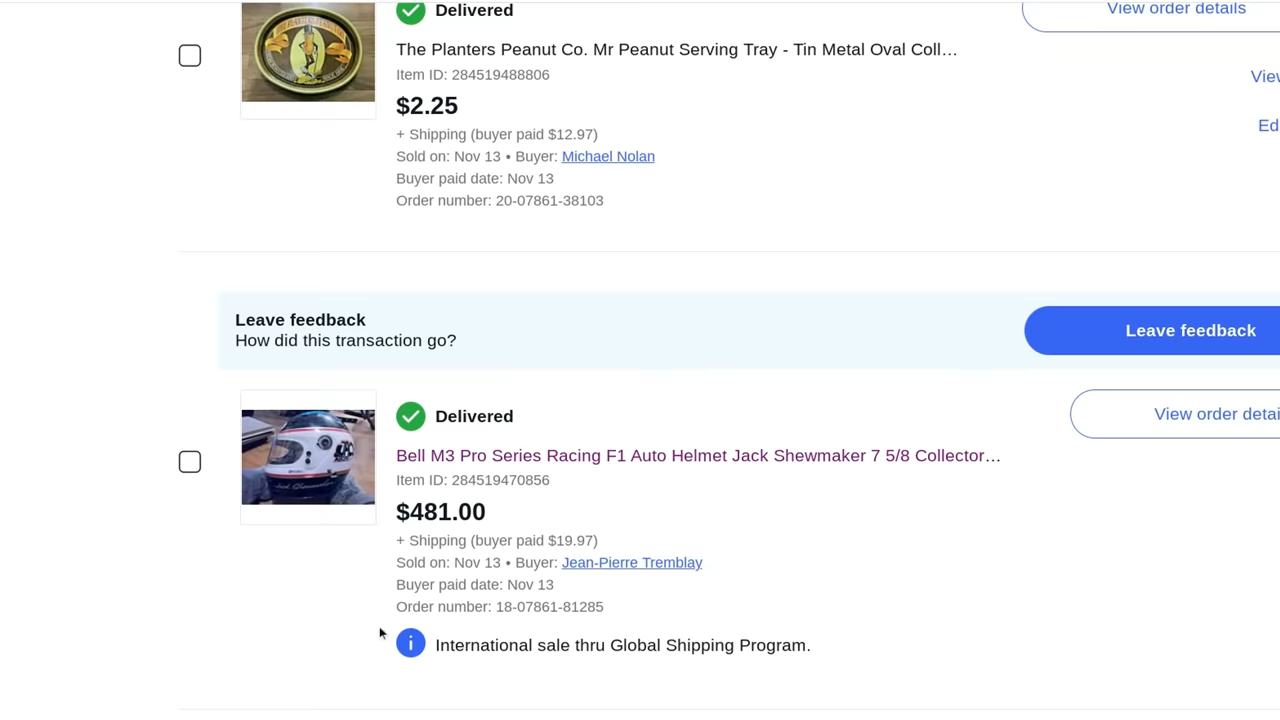 Delivered
View order details
The Planters Peanut Co. Mr Peanut Serving Tray - Tin Metal Oval Coll…
Item ID: 284519488806
View
$2.25
Ed
+ Shipping (buyer paid $12.97)
Sold on: Nov 13 • Buyer: Michael Nolan
Buyer paid date: Nov 13
Order number: 20-07861-38103
Leave feedback
How did this transaction go?
Leave feedback
Delivered
View order detai
Bell M3 Pro Series Racing F1 Auto Helmet Jack Shewmaker 7 5/8 Collector…
Item ID: 284519470856
$481.00
+ Shipping (buyer paid $19.97)
Sold on: Nov 13 • Buyer: Jean-Pierre Tremblay
Buyer paid date: Nov 13
Order number: 18-07861-81285
International sale thru Global Shipping Program.